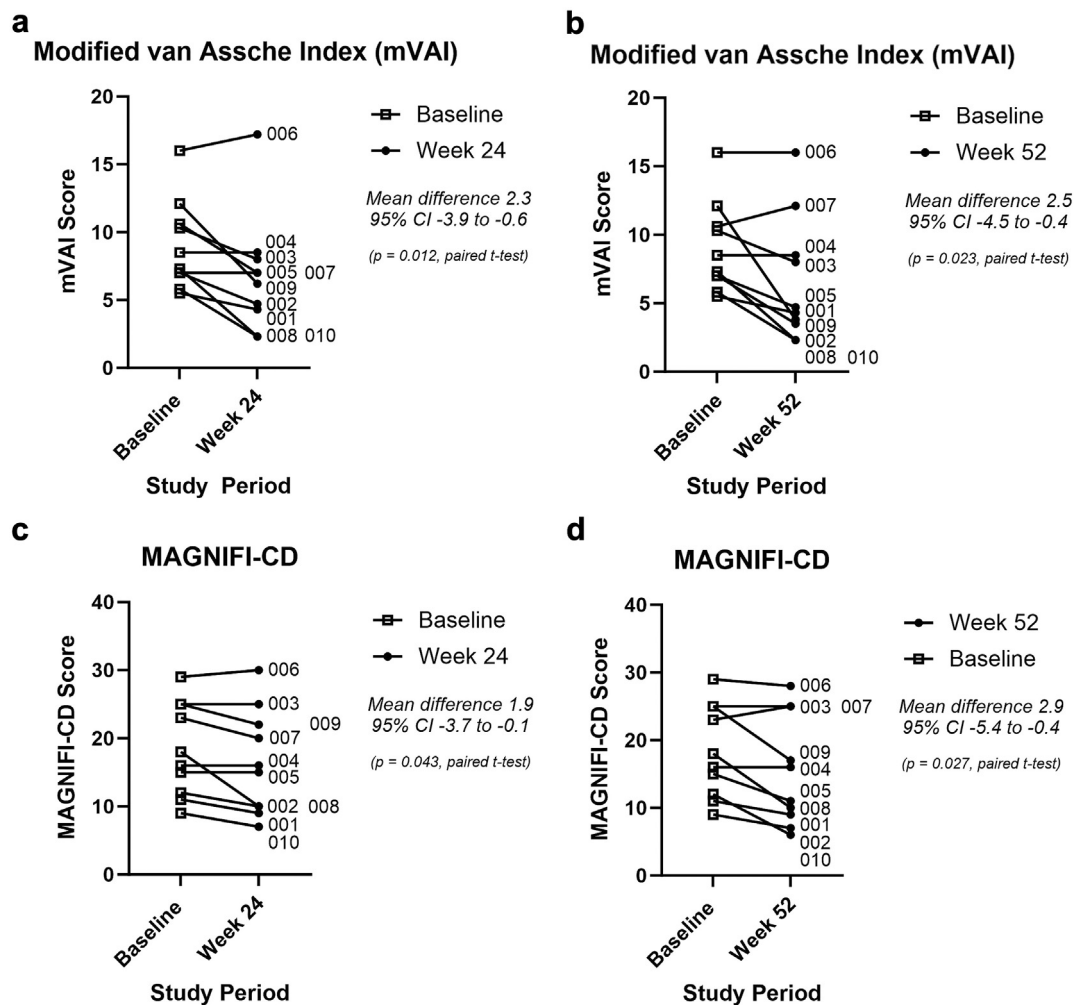 a
Modified van Assche Index (mVAI)
mVAI Score
20
15
10
5
0
006
004
003
005 007
009
002
001
008 010
Baseline
Week 24
Study Period
Baseline
Week 24
Mean difference 2.3
95% CI -3.9 to -0.6
(p = 0.012, paired t-test)
b
Modified van Assche Index (mVAI)
mVAI Score
20
15
10
5
0
006
007
004
003
005
001
009
002
008 010
Baseline
Week 52
Study Period
Baseline
Week 52
Mean difference 2.5
95% CI -4.5 to -0.4
(p = 0.023, paired t-test)
c
MAGNIFI-CD
MAGNIFI-CD Score
40
30
20
10
0
006
003
009
007
004
005
002 008
001
010
Baseline
Week 24
Study Period
Baseline
Week 24
Mean difference 1.9
95% CI -3.7 to -0.1
(p = 0.043, paired t-test)
d
MAGNIFI-CD
MAGNIFI-CD Score
40
30
20
10
0
006
003 007
009
004
005
008
001
002
010
Baseline
Week 52
Study Period
Week 52
Baseline
Mean difference 2.9
95% CI -5.4 to -0.4
(p = 0.027, paired t-test)